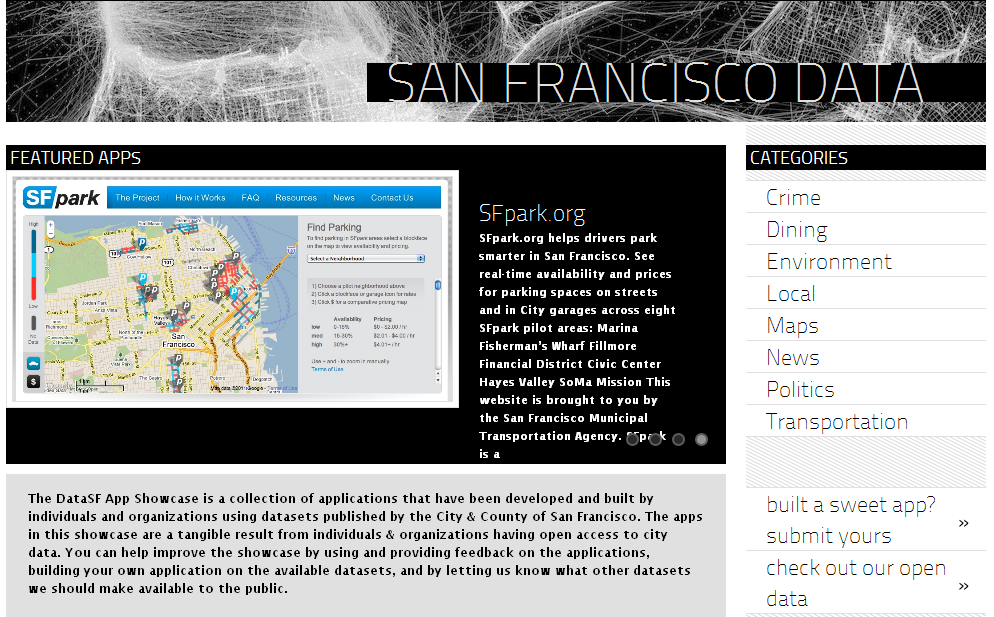 SAN FRANCISCO DATA
FEATURED APPS
SFpark
The Project How it Works FAQ Resources News Contact Us
High
Low
No
Data
$
North Beach
Chinatown
San
Francisco
101
101
Find Parking
To find parking in SFpark areas select a blockface
on the map to view availability and pricing.
Select a Neighborhood
1) Choose a pilot neighborhood above
2) Click a blockface or garage icon for rates
3) Click $ for a comparative pricing map
Availability Pricing
low 0-15% $0 - $2.00 / hr
med 15-30% $2.01 - $4.00 / hr
high 30%+ $4.01+ / hr
Use + and - to zoom in manually.
Terms of Use
SFpark.org
SFpark.org helps drivers park
smarter in San Francisco. See
real-time availability and prices
for parking spaces on streets
and in City garages across eight
SFpark pilot areas: Marina
Fisherman's Wharf Fillmore
Financial District Civic Center
Hayes Valley SoMa Mission This
website is brought to you by
the San Francisco Municipal
Transportation Agency. SFpark
is a
The DataSF App Showcase is a collection of applications that have been developed and built by
individuals and organizations using datasets published by the City & County of San Francisco. The apps
in this showcase are a tangible result from individuals & organizations having open access to city
data. You can help improve the showcase by using and providing feedback on the applications,
building your own application on the available datasets, and by letting us know what other datasets
we should make available to the public.
CATEGORIES
Crime
Dining
Environment
Local
Maps
News
Politics
Transportation
built a sweet app?
submit yours »
check out our open
data »